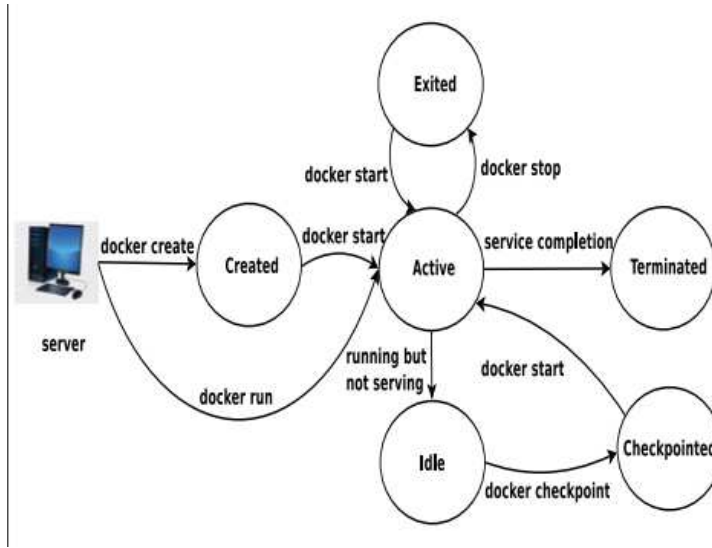 Exited
docker start
docker stop
docker create
docker start
service completion
Created
Active
Terminated
server
running but
not serving
docker start
docker run
Checkpointed
Idle
docker checkpoint